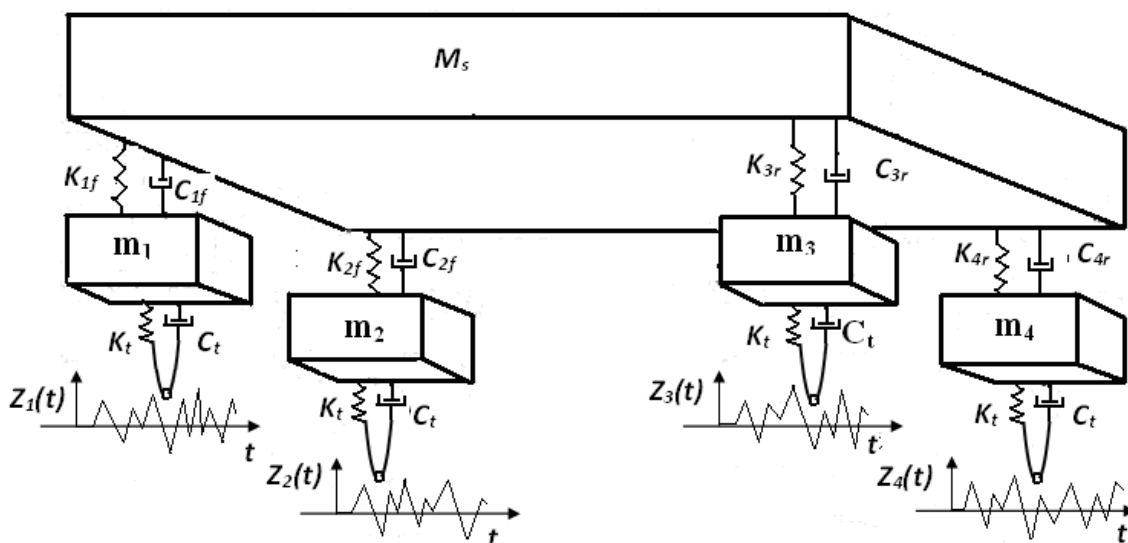 Ms
K1f
C1f
K3r
C3r
m1
K2f
C2f
m3
K4r
C4r
Kt
Ct
m2
Kt
Ct
m4
Z1(t)
t
Kt
Ct
Z3(t)
t
Kt
Ct
Z2(t)
t
Z4(t)
t